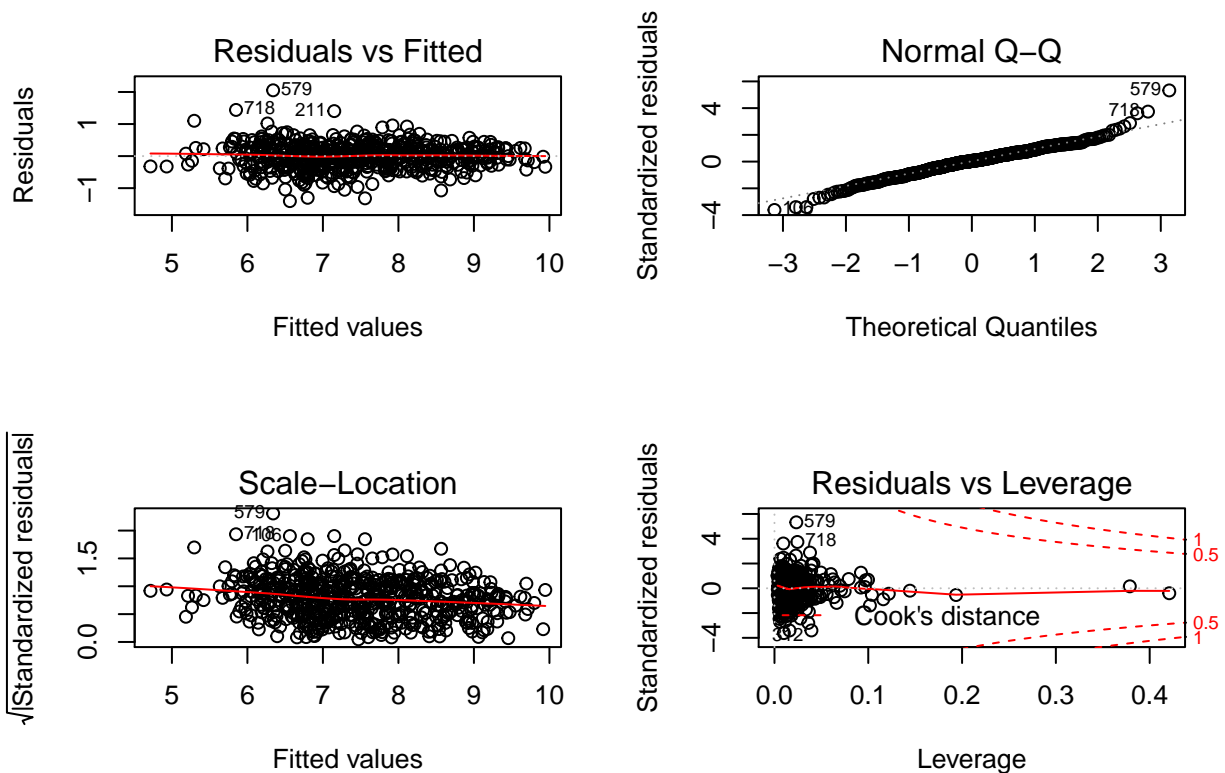 Residuals vs Fitted
Residuals
1
−1
579
718
211
5 6 7 8 9 10
Fitted values
Normal Q−Q
Standardized residuals
4
0
−4
579
718
106
−3 −2 −1 0 1 2 3
Theoretical Quantiles
Scale−Location
√|Standardized residuals|
1.5
0.0
579
718
106
5 6 7 8 9 10
Fitted values
Residuals vs Leverage
Standardized residuals
4
0
−4
579
718
Cook's distance
1
0.5
0.5
1
0.0 0.1 0.2 0.3 0.4
Leverage